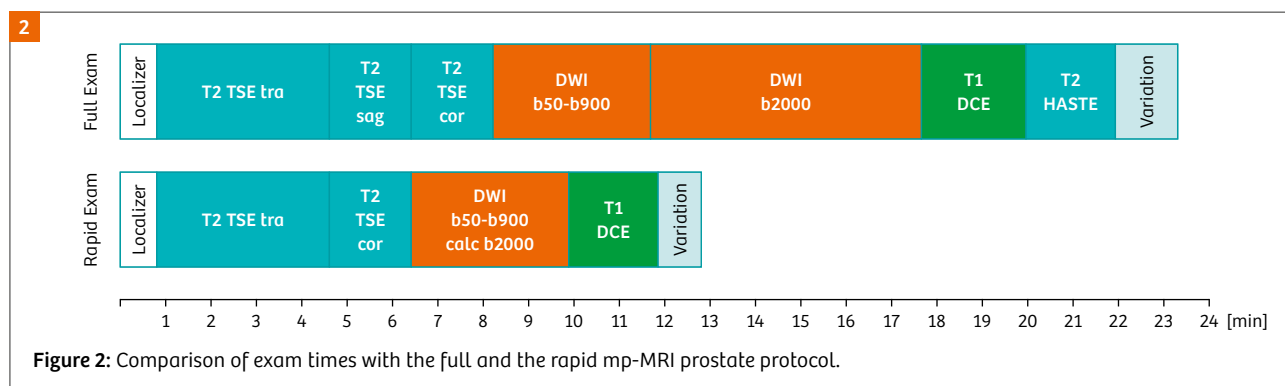 2
Full Exam
Localizer
T2 TSE tra
T2
TSE
sag
T2
TSE
cor
DWI
b50-b900
DWI
b2000
T1
DCE
T2
HASTE
Variation
Rapid Exam
Localizer
T2 TSE tra
T2
TSE
cor
DWI
b50-b900
calc b2000
T1
DCE
Variation
1 2 3 4 5 6 7 8 9 10 11 12 13 14 15 16 17 18 19 20 21 22 23 24 [min]
Figure 2: Comparison of exam times with the full and the rapid mp-MRI prostate protocol.